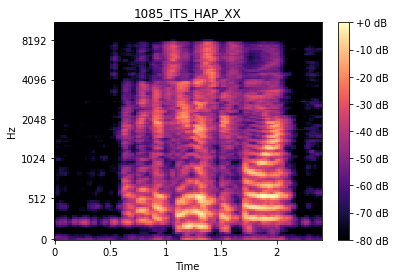 1085_ITS_HAP_XX
Hz
8192
4096
2048
1024
512
0
0
0.5
1
1.5
2
Time
+0 dB
-10 dB
-20 dB
-30 dB
-40 dB
-50 dB
-60 dB
-70 dB
-80 dB